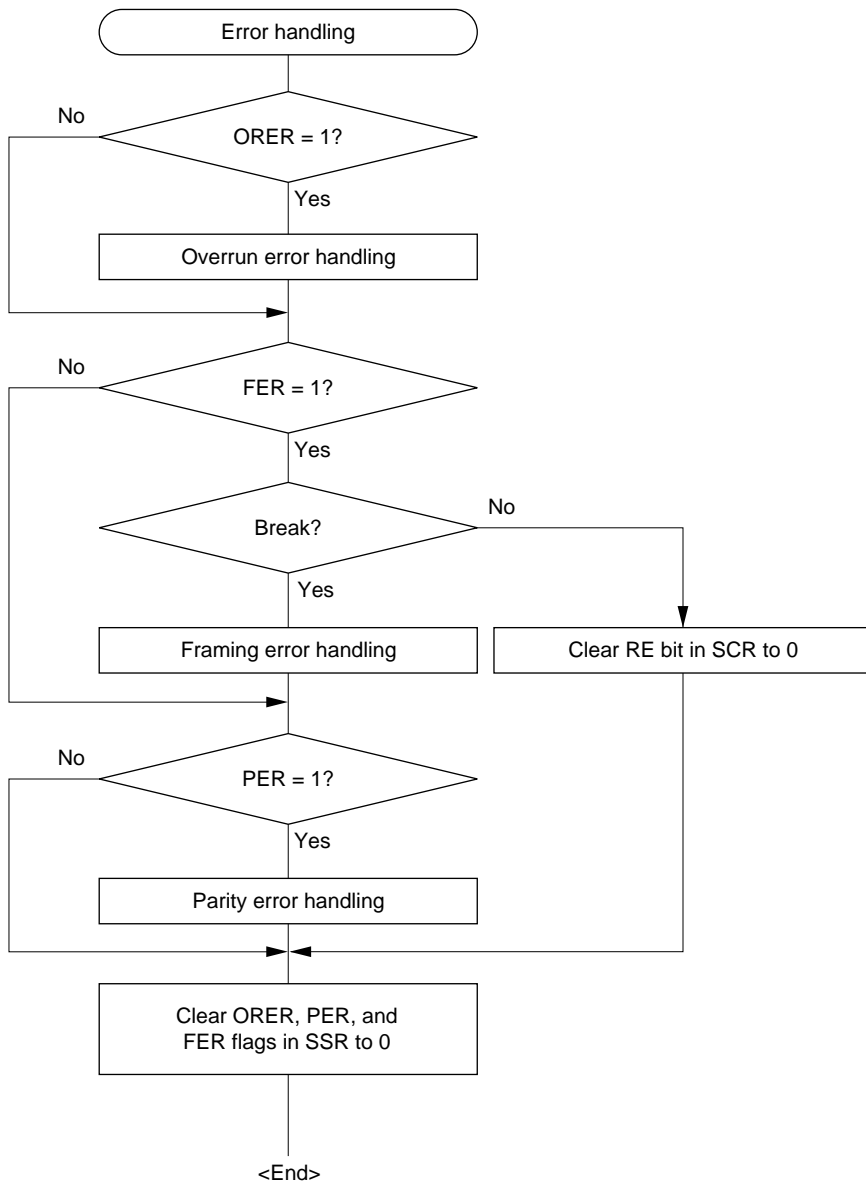 Error handling
No
ORER = 1?
Yes
Overrun error handling
No
FER = 1?
Yes
Break?
No
Yes
Framing error handling
Clear RE bit in SCR to 0
No
PER = 1?
Yes
Parity error handling
Clear ORER, PER, and
FER flags in SSR to 0
<End>